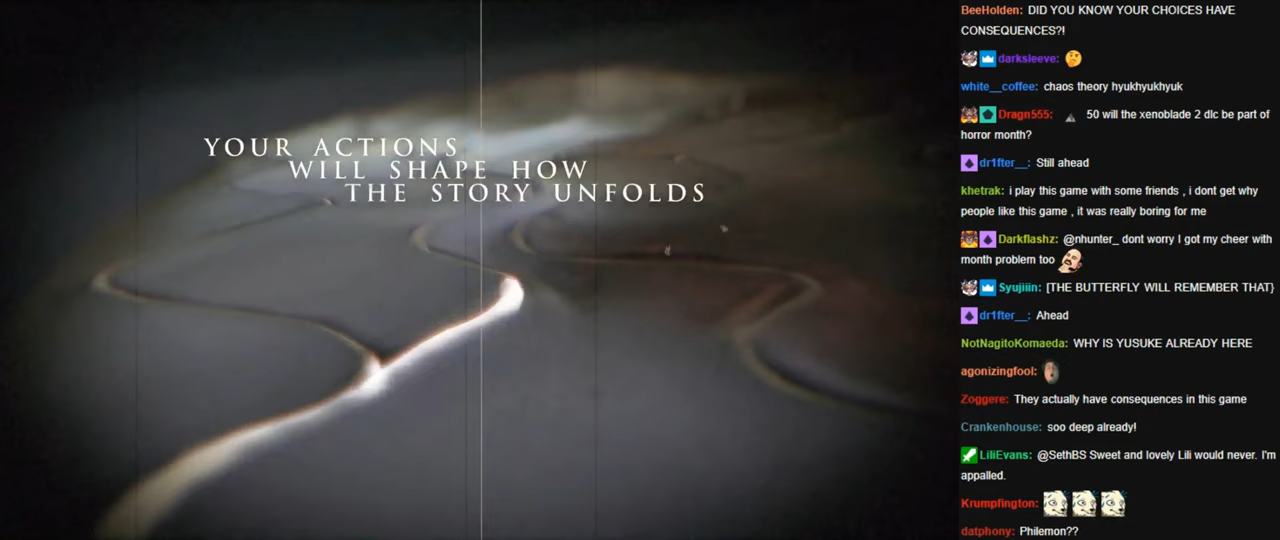 YOUR ACTIONS
WILL SHAPE HOW
THE STORY UNFOLDS
BeeHolden: DID YOU KNOW YOUR CHOICES HAVE
CONSEQUENCES?!
darksleeve: 🤔
white__coffee: chaos theory hyukhyukhyuk
Dragn555: 50 will the xenoblade 2 dlc be part of
horror month?
dr1fter__: Still ahead
khetrak: i play this game with some friends , i dont get why
people like this game , it was really boring for me
Darkflashz: @nhunter_ dont worry I got my cheer with
month problem too
Syujiiin: [THE BUTTERFLY WILL REMEMBER THAT}
dr1fter__: Ahead
NotNagitoKomaeda: WHY IS YUSUKE ALREADY HERE
agonizingfool:
Zoggere: They actually have consequences in this game
Crankenhouse: soo deep already!
LiliEvans: @SethBS Sweet and lovely Lili would never. I'm
appalled.
Krumpfington:
datphony: Philemon??